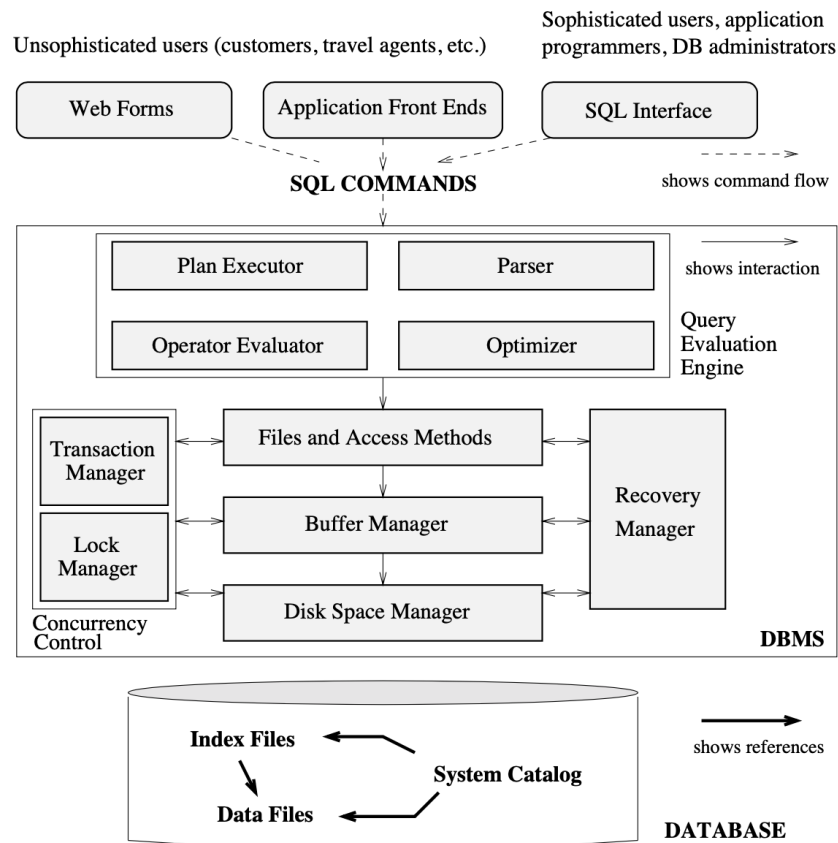 Unsophisticated users (customers, travel agents, etc.)
Sophisticated users, application
programmers, DB administrators
Web Forms
Application Front Ends
SQL Interface
SQL COMMANDS
shows command flow
Plan Executor
Parser
shows interaction
Operator Evaluator
Optimizer
Query
Evaluation
Engine
Transaction
Manager
Files and Access Methods
Recovery
Manager
Lock
Manager
Buffer Manager
Disk Space Manager
Concurrency
Control
DBMS
Index Files
System Catalog
Data Files
shows references
DATABASE